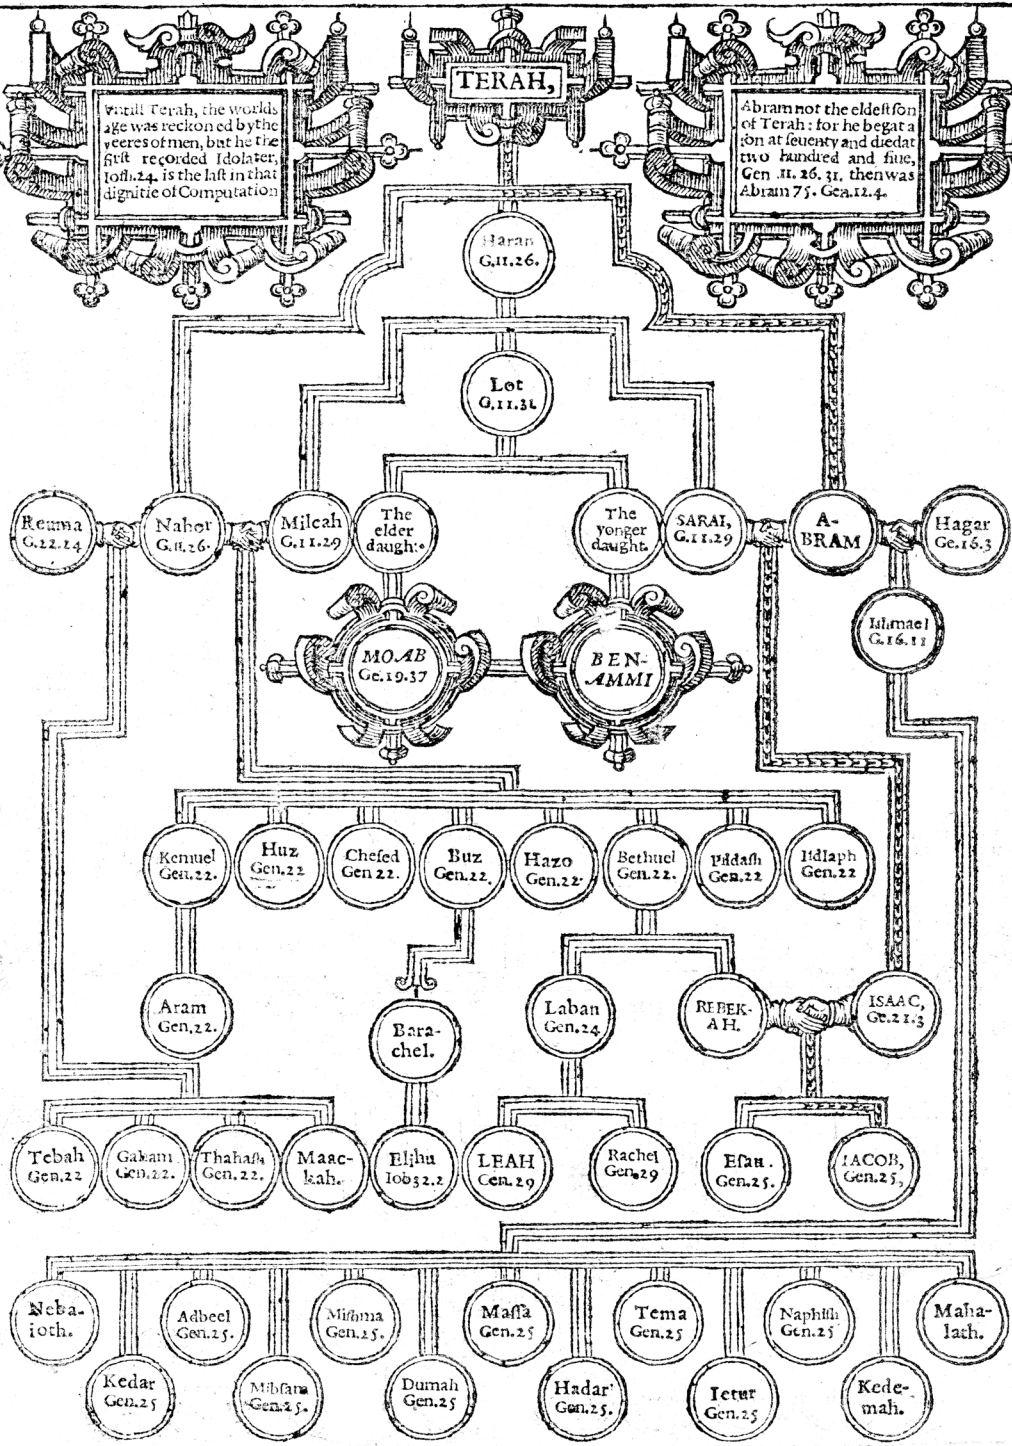 TERAH,
Vntill Terah, the worlds
age was reckoned by the
yeeres of men, but he the
first recorded Idolater,
Iosh.24. is the last in that
dignitie of Computation
Abram not the eldest son
of Terah: for he begat a
son at seuenty and died at
two hundred and fiue,
Gen .11. 26. 31. then was
Abram 75. Gen.12.4.
Haran
G.11.26.
Lot
G.11.31.
Reuma
G.22.24
Nahor
G.11.26.
Milcah
G.11.29
The
elder
daught.
The
yonger
daught.
SARAI,
G.11.29
A-
BRAM
Hagar
Ge.16.3
Ishmael
G.16.11
MOAB
Ge.19.37
BEN-
AMMI
Kemuel
Gen.22.
Huz
Gen.22
Chesed
Gen 22.
Buz
Gen.22.
Hazo
Gen.22.
Bethuel
Gen.22.
Pildash
Gen.22
Iidlaph
Gen.22
Aram
Gen.22.
Bara-
chel.
Laban
Gen.24
REBEK-
AH.
ISAAC,
Ge.21.3
Tebah
Gen.22
Gaham
Gen.22.
Thahash
Gen.22.
Maac-
kah.
Elihu
Iob 32.2
LEAH
Gen.29
Rachel
Gen.29
Esau.
Gen.25.
IACOB,
Gen.25,
Neba-
ioth.
Adbeel
Gen.25.
Mishma
Gen.25.
Massa
Gen.25
Tema
Gen.25
Naphish
Gen.25
Maha-
lath.
Kedar
Gen.25
Mibsam
Gen.25.
Dumah
Gen.25
Hadar
Gen.25.
Ietur
Gen.25
Kede-
mah.